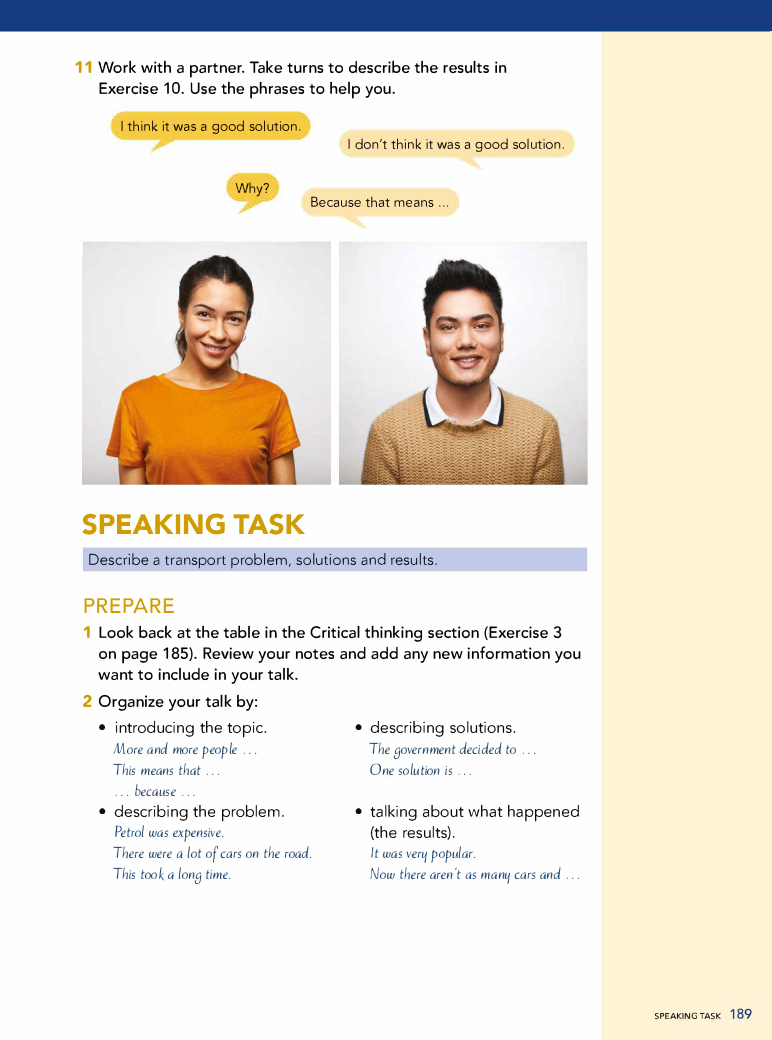 11 Work with a partner. Take turns to describe the results in
Exercise 10. Use the phrases to help you.
I think it was a good solution.
I don't think it was a good solution.
Why?
Because that means ...
SPEAKING TASK
Describe a transport problem, solutions and results.
PREPARE
1 Look back at the table in the Critical thinking section (Exercise 3
on page 185). Review your notes and add any new information you
want to include in your talk.
2 Organize your talk by:
• introducing the topic.
More and more people ...
This means that ...
... because ...
• describing the problem.
Petrol was expensive.
There were a lot of cars on the road.
This took a long time.
• describing solutions.
The government decided to ...
One solution is ...
• talking about what happened
(the results).
It was very popular.
Now there aren't as many cars and ...
SPEAKING TASK 189